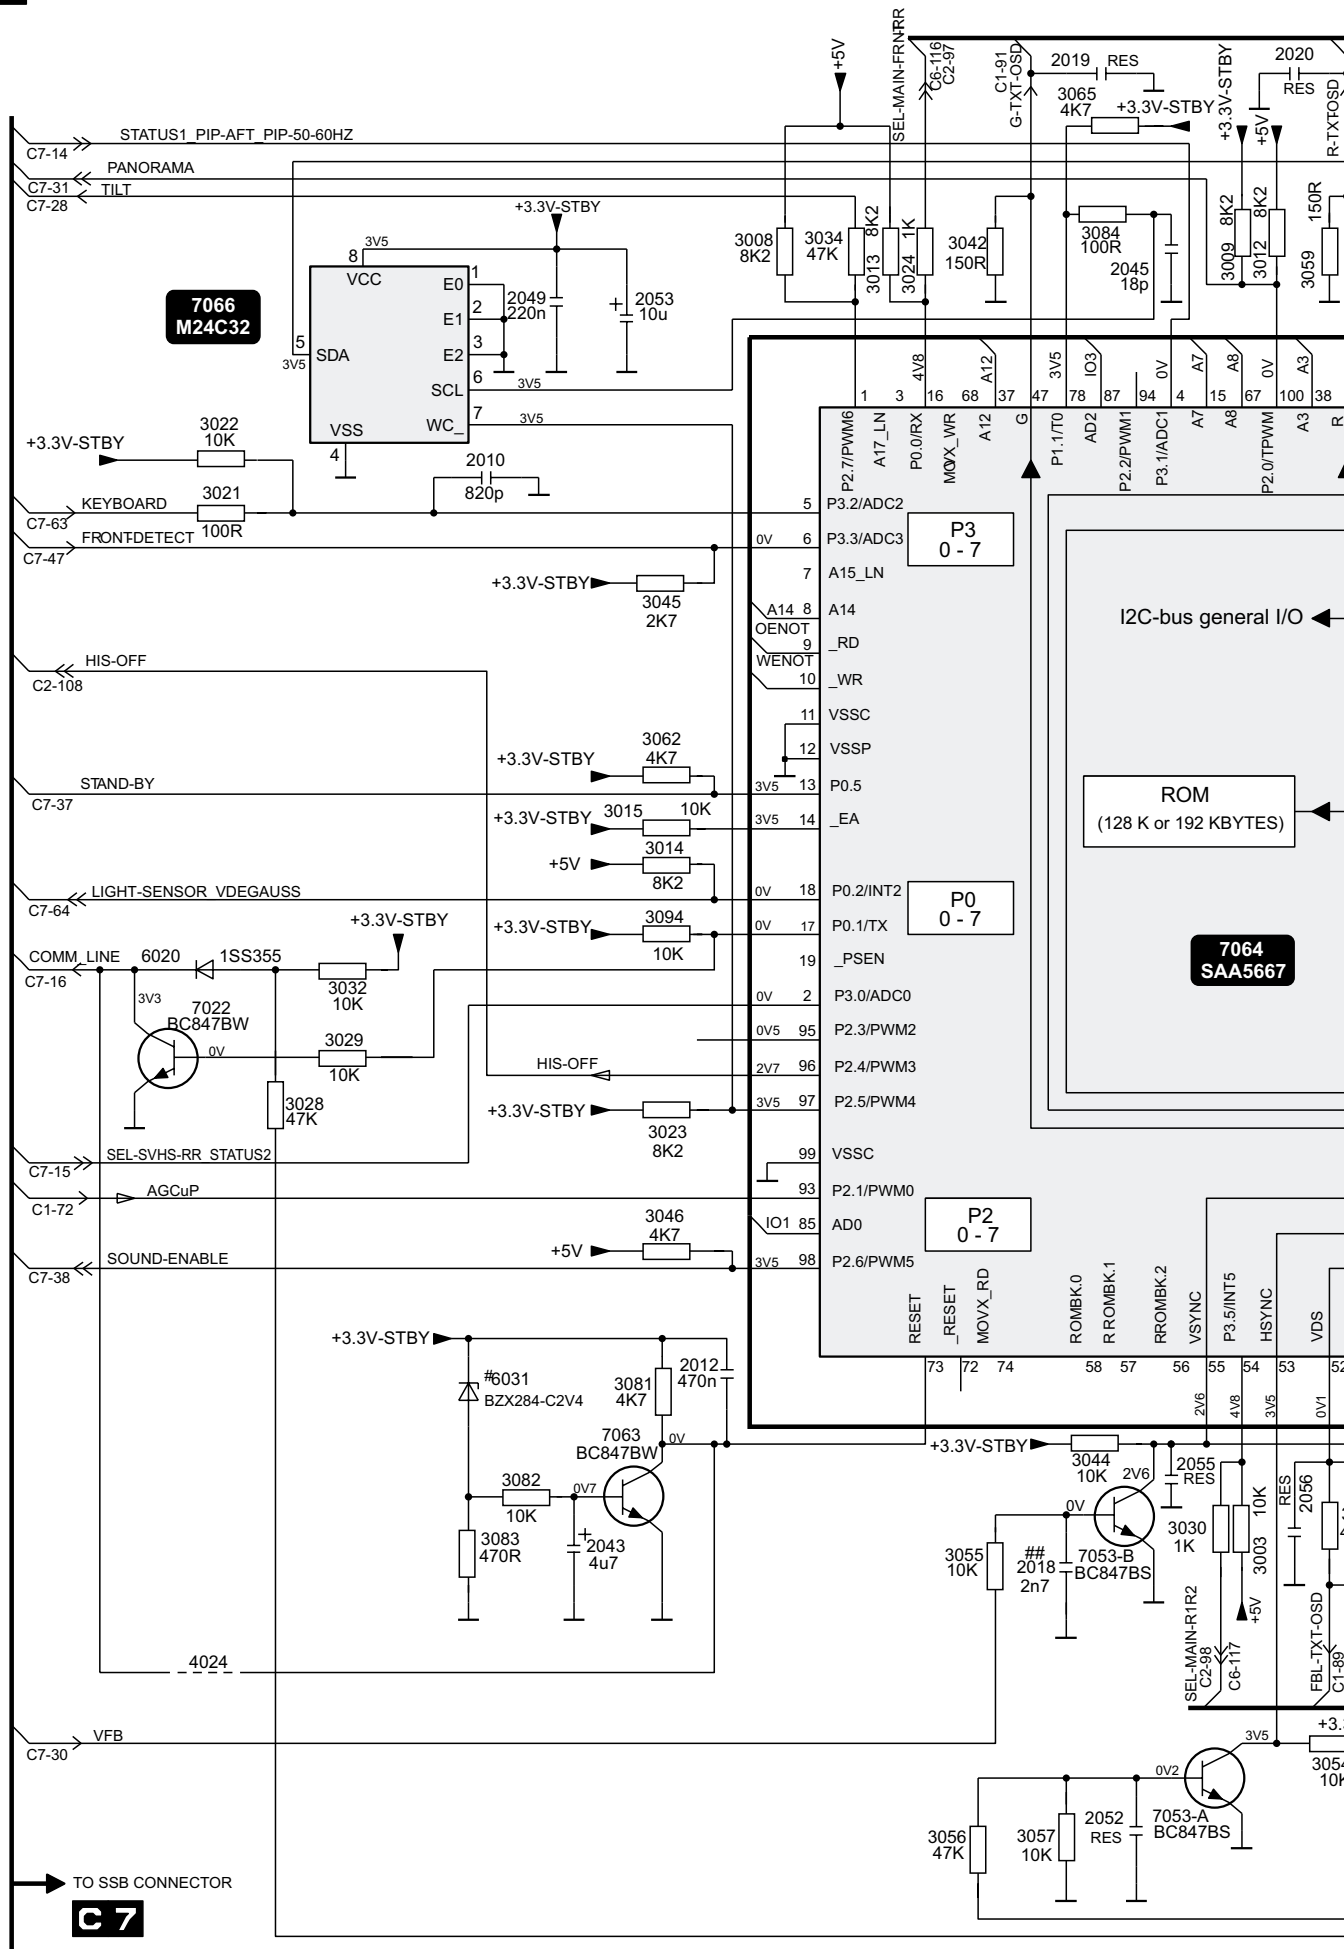 +5V
SEL-MAIN-FRNT-RR
C6-116
C2-97
C1-91
G-TXT-OSD
2019 RES
3065
4K7
+3.3V-STBY
+3.3V-STBY
+5V
2020
RES
R-TXTOSD
STATUS1_PIP-AFT_PIP-50-60HZ
C7-14
PANORAMA
C7-31
TILT
C7-28
+3.3V-STBY
3V5
8
VCC
7066
M24C32
5
SDA
3V5
E0
1
E1
2
E2
3
SCL
6
3V5
WC_
7
3V5
VSS
4
2049
220n
2053
10u
3008
8K2
3034
47K
3013
8K2
3024
1K
3042
150R
3084
100R
2045
18p
3009
8K2
3012
8K2
3059
150R
4V8
A12
3V5
IO3
0V
A7
A8
0V
A3
1
3
16
68
37
47
78
87
94
4
15
67
100
38
P2.7/PWM6
A17_LN
P0.0/RX
MOVX_WR
A12
G
P1.1/T0
AD2
P2.2/PWM1
P3.1/ADC1
A7
A8
P2.0/TPWM
A3
R
3022
10K
+3.3V-STBY
2010
820p
KEYBOARD
C7-63
3021
100R
FRONT-DETECT
C7-47
+3.3V-STBY
3045
2K7
5 P3.2/ADC2
0V 6 P3.3/ADC3
7 A15_LN
A14 8 A14
OENOT
9 _RD
WENOT
10 _WR
11 VSSC
12 VSSP
3V5 13 P0.5
3V5 14 _EA
0V 18 P0.2/INT2
0V 17 P0.1/TX
19 _PSEN
0V 2 P3.0/ADC0
0V5 95 P2.3/PWM2
2V7 96 P2.4/PWM3
3V5 97 P2.5/PWM4
99 VSSC
93 P2.1/PWM0
IO1 85 AD0
3V5 98 P2.6/PWM5
P3
0 - 7
I2C-bus general I/O
ROM
(128 K or 192 KBYTES)
P0
0 - 7
7064
SAA5667
P2
0 - 7
HIS-OFF
C2-108
+3.3V-STBY
3062
4K7
STAND-BY
C7-37
+3.3V-STBY 3015 10K
+5V
3014
8K2
LIGHT-SENSOR_VDEGAUSS
C7-64
+3.3V-STBY
3094
10K
+3.3V-STBY
COMM_LINE
C7-16
6020 1SS355
3032
10K
3V3
7022
BC847BW
0V
3029
10K
3028
47K
HIS-OFF
+3.3V-STBY
3023
8K2
SEL-SVHS-RR_STATUS2
C7-15
AGCuP
C1-72
+5V
3046
4K7
SOUND-ENABLE
C7-38
RESET
_RESET
MOVX_RD
ROMBK.0
R ROMBK.1
RROMBK.2
VSYNC
P3.5/INT5
HSYNC
VDS
73
72
74
58
57
56
55
54
53
52
2V6
4V8
3V5
0V1
+3.3V-STBY
#6031
BZX284-C2V4
3081
4K7
2012
470n
7063
BC847BW
0V
3082
10K
0V7
3083
470R
2043
4u7
+3.3V-STBY
3044
10K
2V6
2055
RES
0V
7053-B
BC847BS
3055
10K
##
2018
2n7
3030
1K
3003
10K
+5V
RES
2056
SEL-MAIN-R1R2
C2-98
C6-117
FBL-TXT-OSD
C1-89
4024
VFB
C7-30
3V5
+3.
3054
10K
0V2
7053-A
BC847BS
3056
47K
3057
10K
2052
RES
TO SSB CONNECTOR
C 7